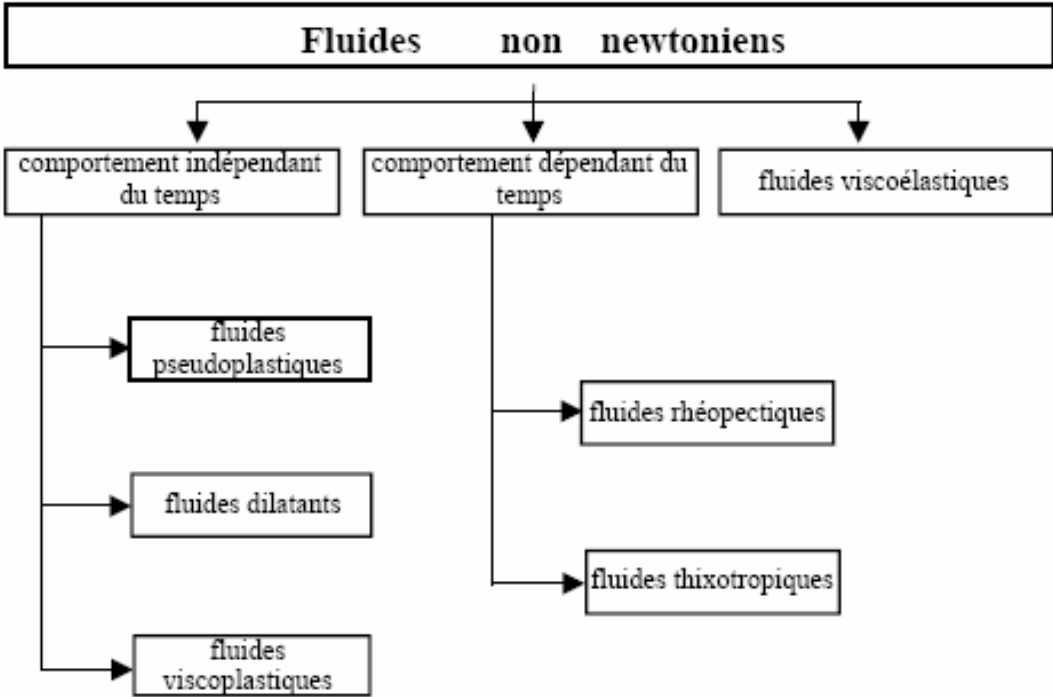 Fluides non newtoniens
comportement indépendant
du temps
comportement dépendant du
temps
fluides viscoélastiques
fluides
pseudoplastiques
fluides rhéopectiques
fluides dilatants
fluides thixotropiques
fluides
viscoplastiques